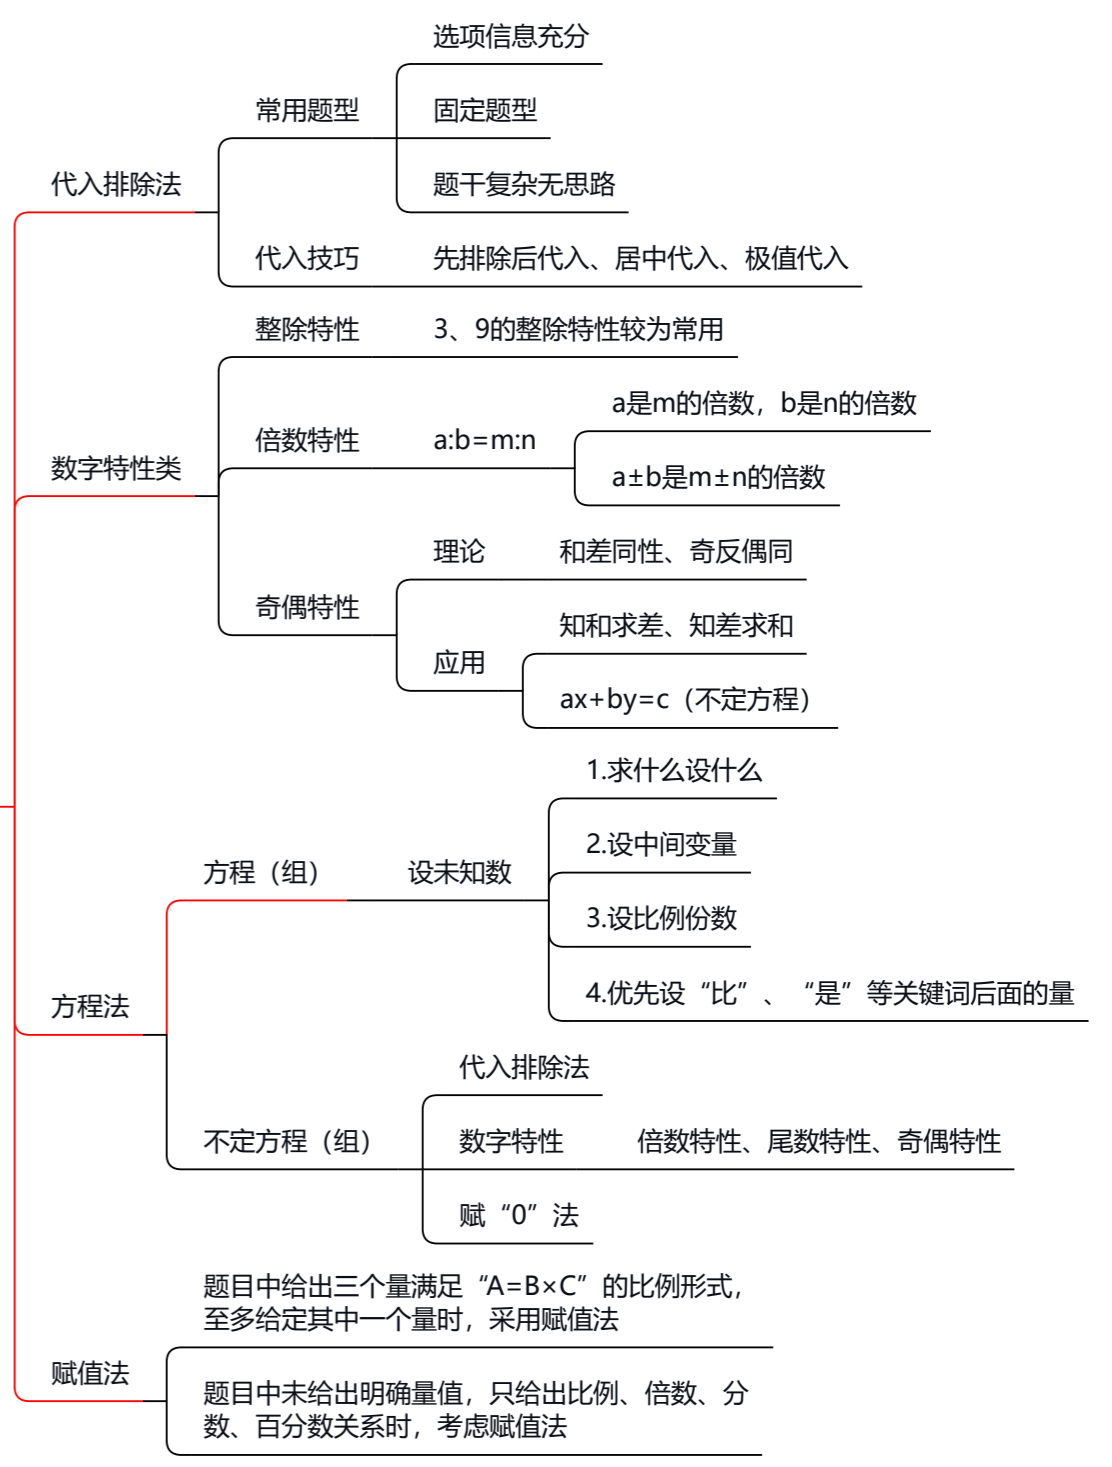 选项信息充分
常用题型
固定题型
题干复杂无思路
代入排除法
代入技巧
先排除后代入、居中代入、极值代入
整除特性
3、9的整除特性较为常用
数字特性类
倍数特性
a:b=m:n
a是m的倍数，b是n的倍数
a±b是m±n的倍数
奇偶特性
理论
和差同性、奇反偶同
应用
知和求差、知差求和
ax+by=c（不定方程）
方程法
方程（组）
设未知数
1.求什么设什么
2.设中间变量
3.设比例份数
4.优先设“比”、“是”等关键词后面的量
不定方程（组）
代入排除法
数字特性
倍数特性、尾数特性、奇偶特性
赋“0”法
赋值法
题目中给出三个量满足“A=B×C”的比例形式，
至多给定其中一个量时，采用赋值法
题目中未给出明确量值，只给出比例、倍数、分
数、百分数关系时，考虑赋值法